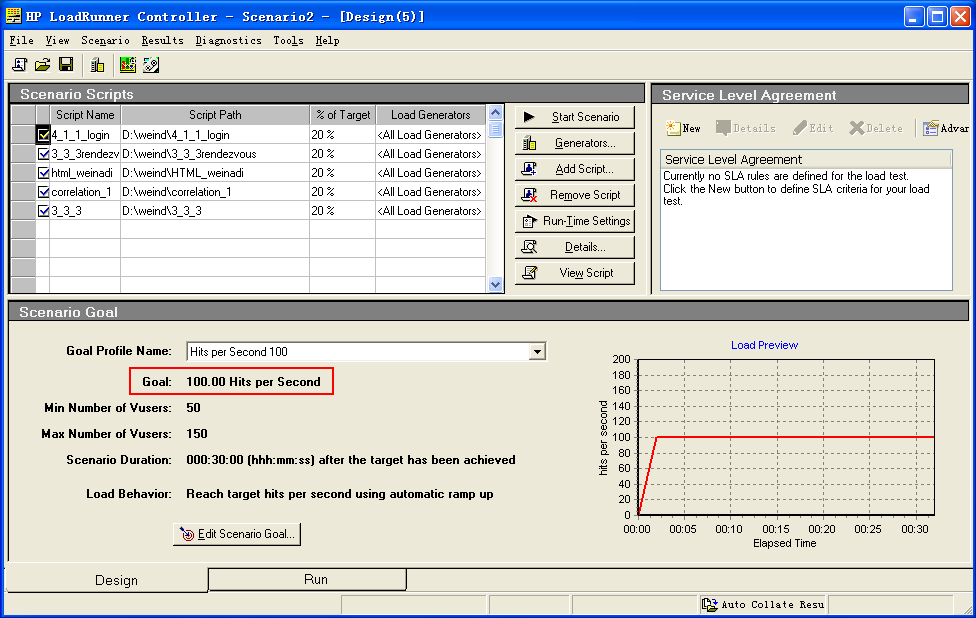 HP LoadRunner Controller - Scenario2 - [Design(5)]
File View Scenario Results Diagnostics Tools Help
Scenario Scripts
Script Name Script Path % of Target Load Generators
4_1_1_login D:\weind\4_1_1_login 20 % <All Load Generators>
3_3_3rendezv D:\weind\3_3_3rendezvous 20 % <All Load Generators>
html_weinadi D:\weind\HTML_weinadi 20 % <All Load Generators>
correlation_1 D:\weind\correlation_1 20 % <All Load Generators>
3_3_3 D:\weind\3_3_3 20 % <All Load Generators>
Start Scenario
Generators...
Add Script...
Remove Script
Run-Time Settings
Details...
View Script
Service Level Agreement
New Details Edit Delete Advar
Service Level Agreement
Currently no SLA rules are defined for the load test.
Click the New button to define SLA criteria for your load
test.
Scenario Goal
Goal Profile Name: Hits per Second 100
Goal: 100.00 Hits per Second
Min Number of Vusers: 50
Max Number of Vusers: 150
Scenario Duration: 000:30:00 (hhh:mm:ss) after the target has been achieved
Load Behavior: Reach target hits per second using automatic ramp up
Edit Scenario Goal...
Load Preview
hits per second
200
180
160
140
120
100
80
60
40
20
0
00:00 00:05 00:10 00:15 00:20 00:25 00:30
Elapsed Time
Design Run
Auto Collate Resu